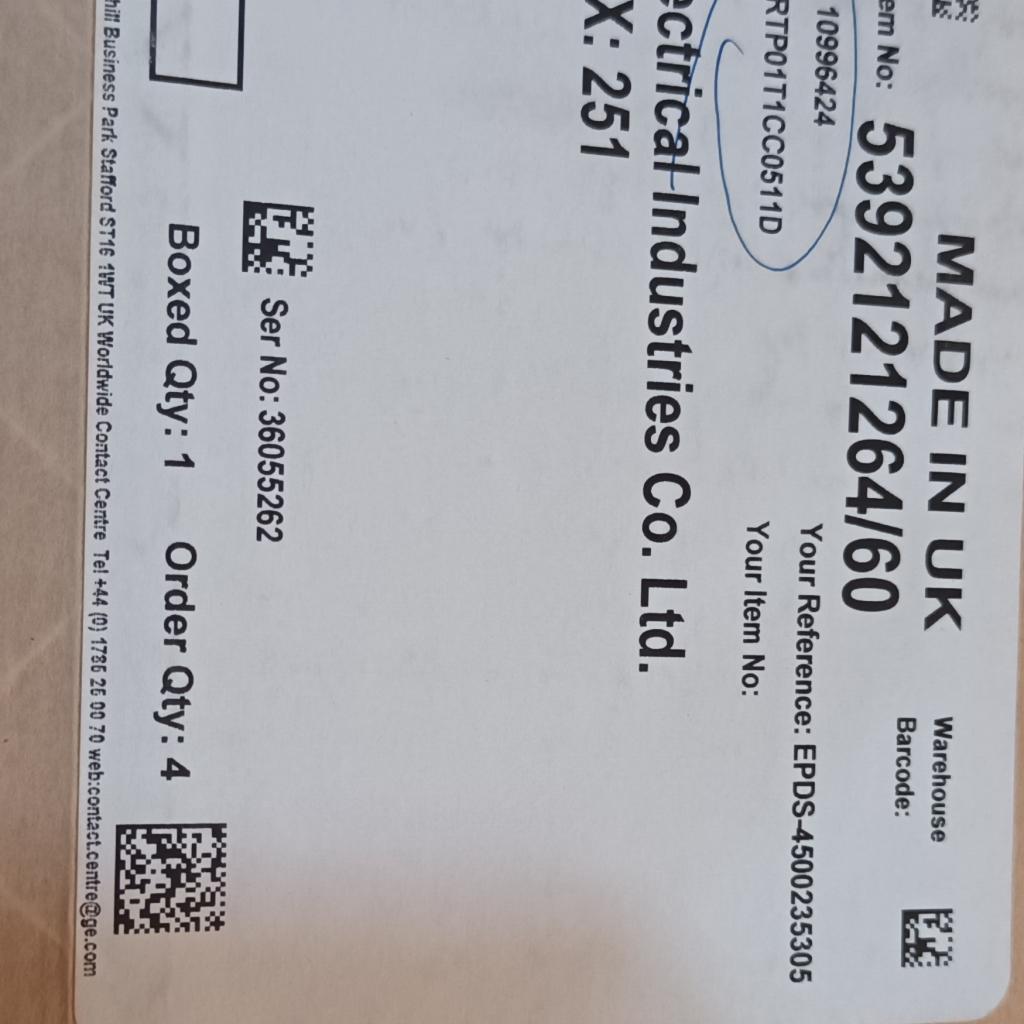 MADE IN UK
Warehouse
Barcode:
em No: 5392121264/60
10996424
Your Reference: EPDS-4500235305
RTP01T1CC0511D
Your Item No:
ectrical Industries Co. Ltd.
X: 251
Ser No: 36055262
Boxed Qty: 1 Order Qty: 4
hill Business Park Stafford ST16 1WT UK Worldwide Contact Centre Tel +44 (0) 1785 25 00 70 web:contact.centre@ge.com